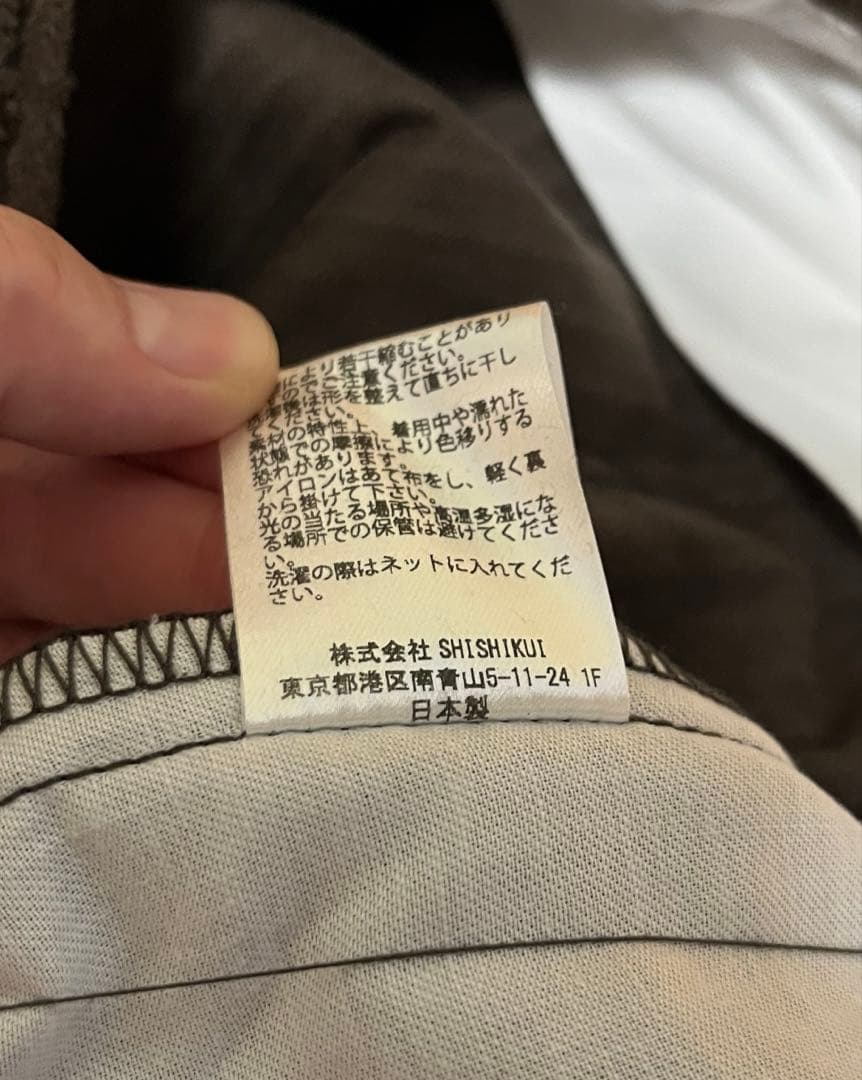 により若干縮むことがあり
のでご注意ください。
は形を整えて直ちに干し
てください。
素材の特性上、着用中や濡れた
状態での摩擦により色移りする
恐れがあります。
アイロンはあて布をし、軽く裏
から掛けて下さい。
光の当たる場所や高温多湿にな
る場所での保管は避けてくださ
い。
洗濯の際はネットに入れてくだ
さい。
株式会社 SHISHIKUI
東京都港区南青山5-11-24 1F
日本製